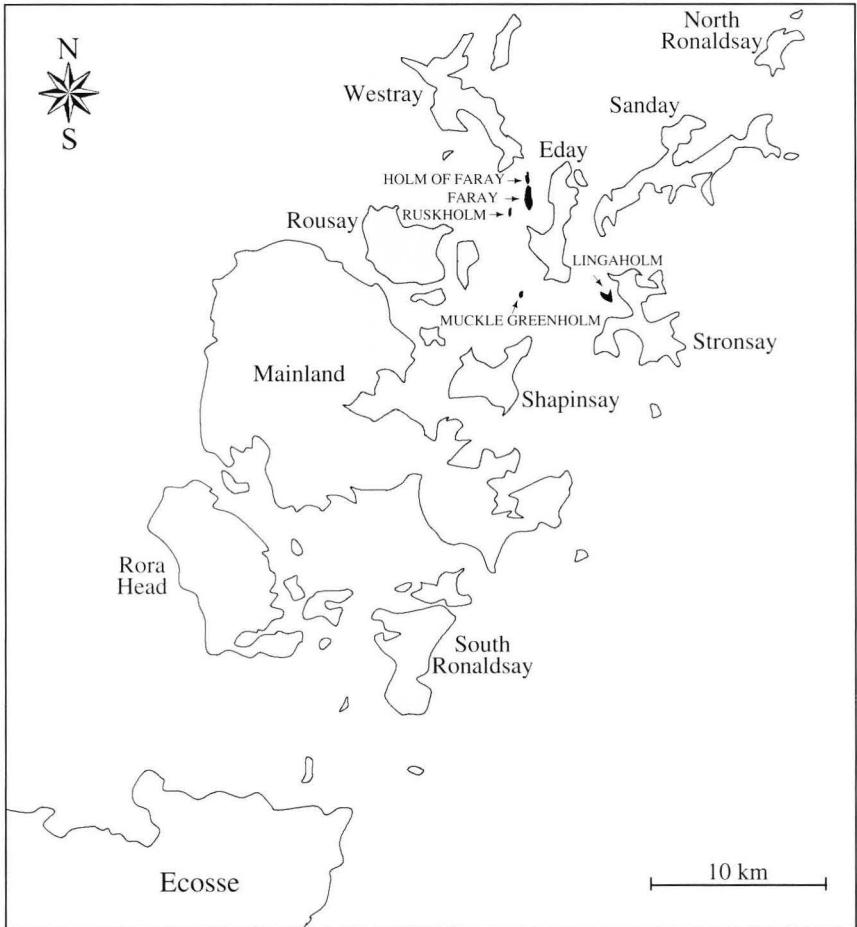 N
S
North
Ronaldsay
Westray
Sanday
Eday
HOLM OF FARAY
FARAY
RUSKHOLM
Rousay
LINGAHOLM
MUCKLE GREENHOLM
Stronsay
Mainland
Shapinsay
Rora
Head
South
Ronaldsay
10 km
Ecosse